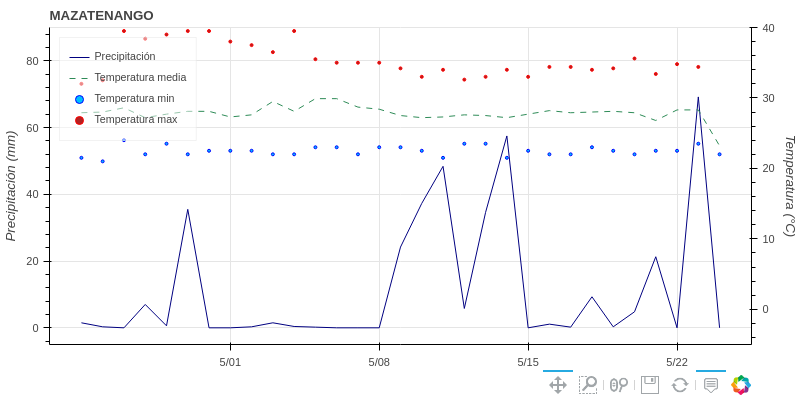 MAZATENANGO
Precipitación
Temperatura media
Temperatura min
Temperatura max
Precipitación (mm)
80
60
40
20
0
Temperatura (°C)
40
30
20
10
0
5/01
5/08
5/15
5/22